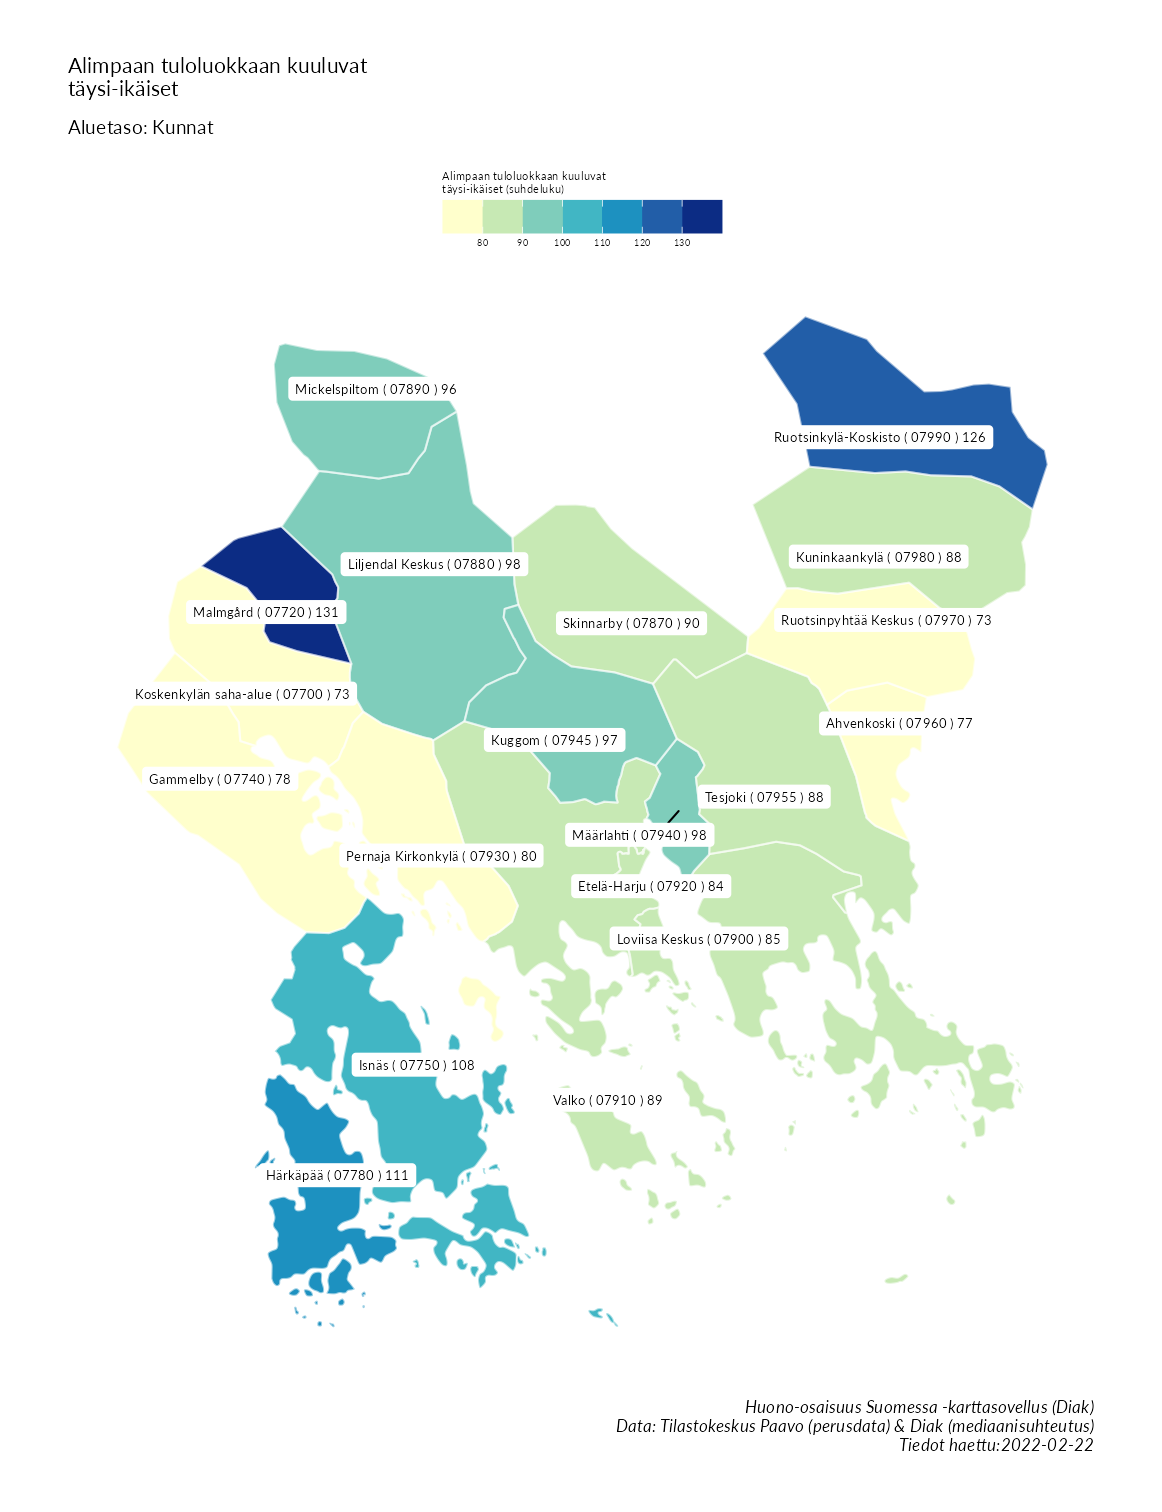 Alimpaan tuloluokkaan kuuluvat
täysi-ikäiset
Aluetaso: Kunnat
Alimpaan tuloluokkaan kuuluvat
täysi-ikäiset (suhdeluku)
80 90 100 110 120 130
Mickelspiltom ( 07890 ) 96
Ruotsinkylä-Koskisto ( 07990 ) 126
Kuninkaankylä ( 07980 ) 88
Liljendal Keskus ( 07880 ) 98
Malmgård ( 07720 ) 131
Skinnarby ( 07870 ) 90
Ruotsinpyhtää Keskus ( 07970 ) 73
Koskenkylän saha-alue ( 07700 ) 73
Ahvenkoski ( 07960 ) 77
Kuggom ( 07945 ) 97
Gammelby ( 07740 ) 78
Tesjoki ( 07955 ) 88
Määrlahti ( 07940 ) 98
Pernaja Kirkonkylä ( 07930 ) 80
Etelä-Harju ( 07920 ) 84
Loviisa Keskus ( 07900 ) 85
Isnäs ( 07750 ) 108
Valko ( 07910 ) 89
Härkäpää ( 07780 ) 111
Huono-osaisuus Suomessa -karttasovellus (Diak)
Data: Tilastokeskus Paavo (perusdata) & Diak (mediaanisuhteutus)
Tiedot haettu:2022-02-22